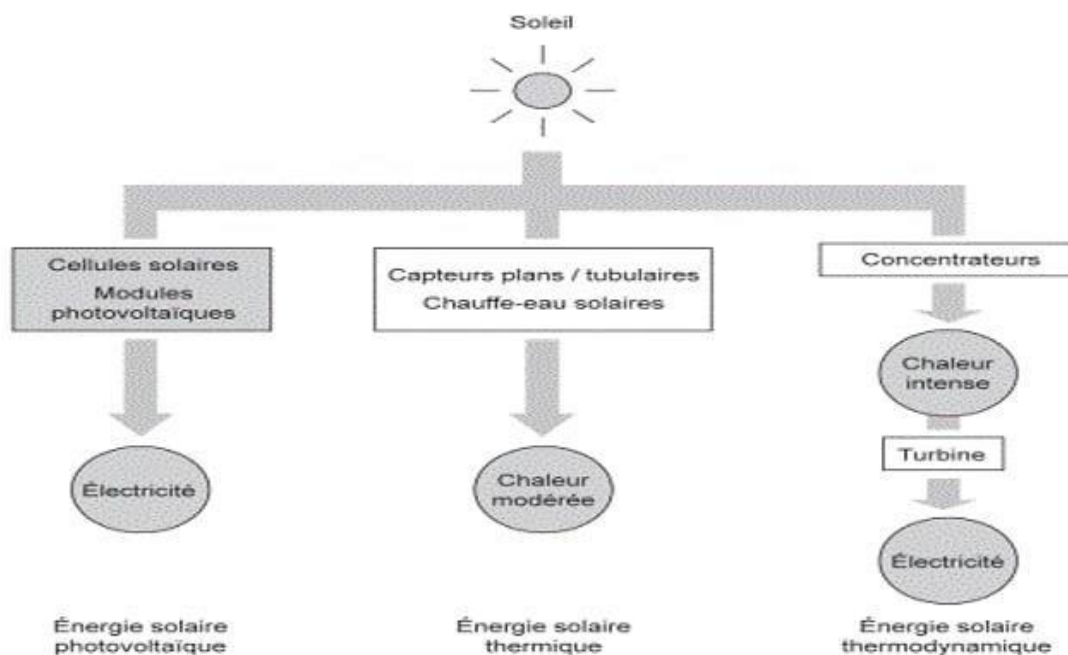 Soleil
Cellules solaires
Modules
photovoltaïques
Électricité
Énergie solaire
photovoltaïque
Capteurs plans / tubulaires
Chauffe-eau solaires
Chaleur
modérée
Énergie solaire
thermique
Concentrateurs
Chaleur
intense
Turbine
Électricité
Énergie solaire
thermodynamique